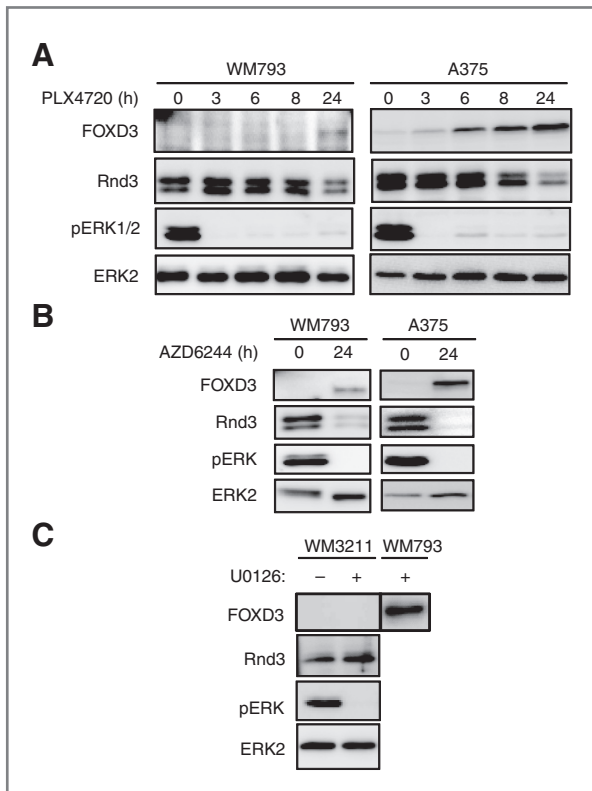 A
WM793 A375
PLX4720 (h) 0 3 6 8 24 0 3 6 8 24
FOXD3
Rnd3
pERK1/2
ERK2
B
WM793 A375
AZD6244 (h) 0 24 0 24
FOXD3
Rnd3
pERK
ERK2
C
WM3211 WM793
U0126: – + +
FOXD3
Rnd3
pERK
ERK2